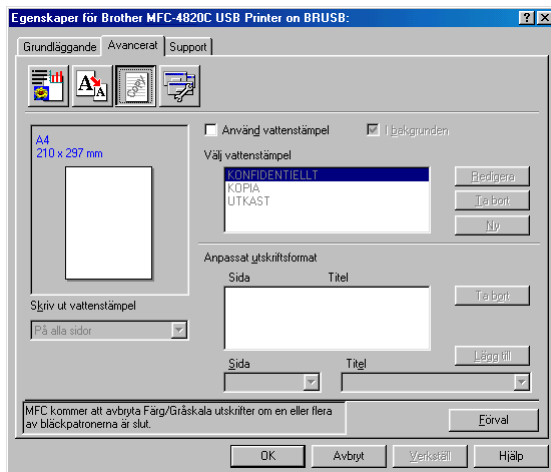 Egenskaper för Brother MFC-4820C USB Printer on BRUSB:
Grundläggande Avancerat Support
copy
A4
210 x 297 mm
Använd vattenstämpel I bakgrunden
Välj vattenstämpel
KONFIDENTIELLT
KOPIA
UTKAST
Redigera
Ta bort
Ny
Anpassat utskriftsformat
Sida Titel
Ta bort
Skriv ut vattenstämpel
På alla sidor
Lägg till
Sida Titel
MFC kommer att avbryta Färg/Gråskala utskrifter om en eller flera
av bläckpatronerna är slut.
Förval
OK Avbryt Verkställ Hjälp